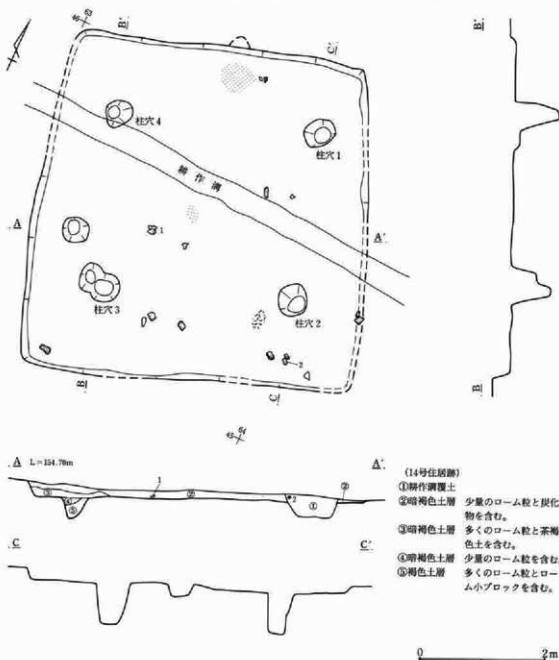 B'
C'
B'
柱穴4
柱穴1
耕作溝
A
A'
1
柱穴3
柱穴2
2
B
C
B
A
L=154.70m
A'
1
③
②
2
②
④
⑤
①
C
C'
(14号住居跡)
①耕作溝覆土
②暗褐色土層 少量のローム粒と炭化
物を含む。
③暗褐色土層 多くのローム粒と茶褐
色土を含む。
④暗褐色土層 少量のローム粒を含む。
⑤褐色土層 多くのローム粒とロー
ム小ブロックを含む。
0 2m